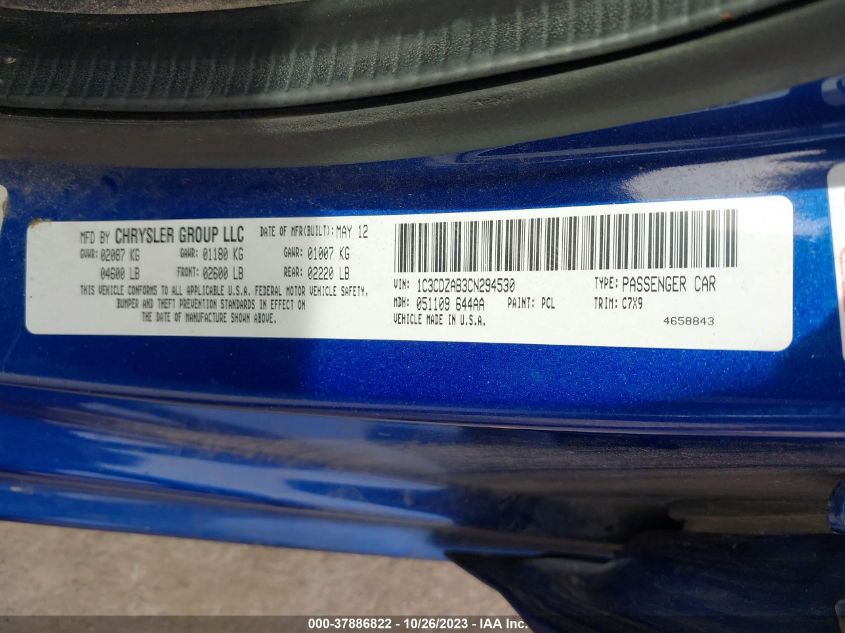 MFD BY CHRYSLER GROUP LLC DATE OF MFR(BUILT): MAY 12
GVWR: 02087 KG GAWR: 01180 KG GAWR: 01007 KG
04600 LB FRONT: 02600 LB REAR: 02220 LB
THIS VEHICLE CONFORMS TO ALL APPLICABLE U.S.A. FEDERAL MOTOR VEHICLE SAFETY,
BUMPER AND THEFT PREVENTION STANDARDS IN EFFECT ON
THE DATE OF MANUFACTURE SHOWN ABOVE.
VIN: 1C3CDZAB3CN294530 TYPE: PASSENGER CAR
MDH: 051109 644AA PAINT: PCL TRIM: C7X9
VEHICLE MADE IN U.S.A. 4658843
000-37886822 / 10/26/2023 / IAA Inc.